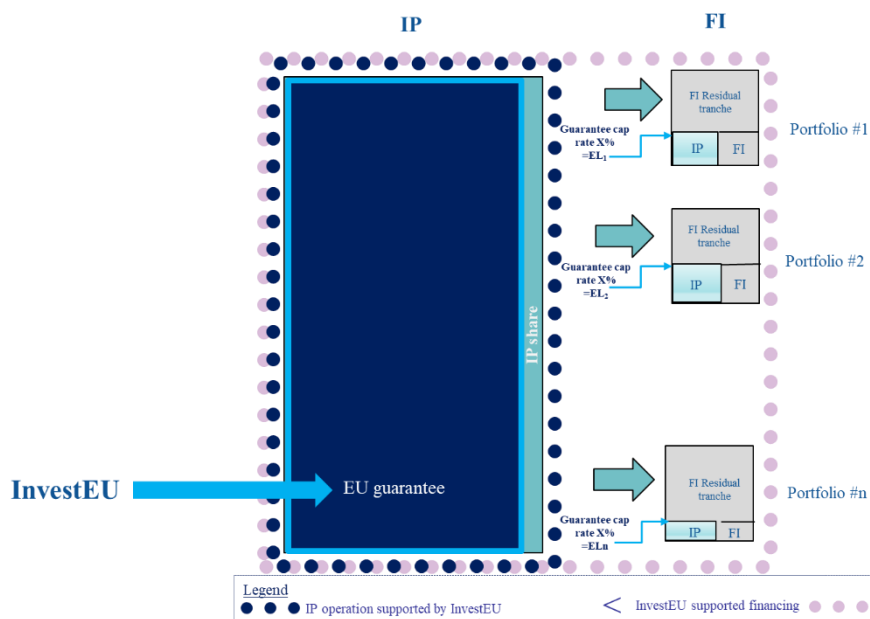 IP
FI
FI Residual
tranche
Guarantee cap
rate X%
=EL1
IP
FI
Portfolio #1
FI Residual
tranche
Guarantee cap
rate X%
=EL2
IP
FI
Portfolio #2
IP share
FI Residual
tranche
InvestEU
EU guarantee
Portfolio #n
Guarantee cap
rate X%
=ELn
IP
FI
Legend
IP operation supported by InvestEU
InvestEU supported financing